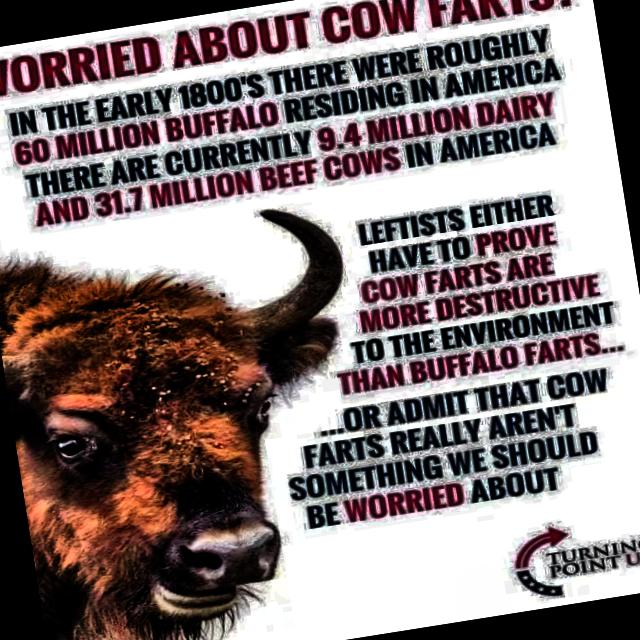 WORRIED ABOUT COW FARTS?
IN THE EARLY 1800'S THERE WERE ROUGHLY
60 MILLION BUFFALO RESIDING IN AMERICA
THERE ARE CURRENTLY 9.4 MILLION DAIRY
AND 31.7 MILLION BEEF COWS IN AMERICA
LEFTISTS EITHER
HAVE TO PROVE
COW FARTS ARE
MORE DESTRUCTIVE
TO THE ENVIRONMENT
THAN BUFFALO FARTS...
...OR ADMIT THAT COW
FARTS REALLY AREN'T
SOMETHING WE SHOULD
BE WORRIED ABOUT
TURNING
POINT U